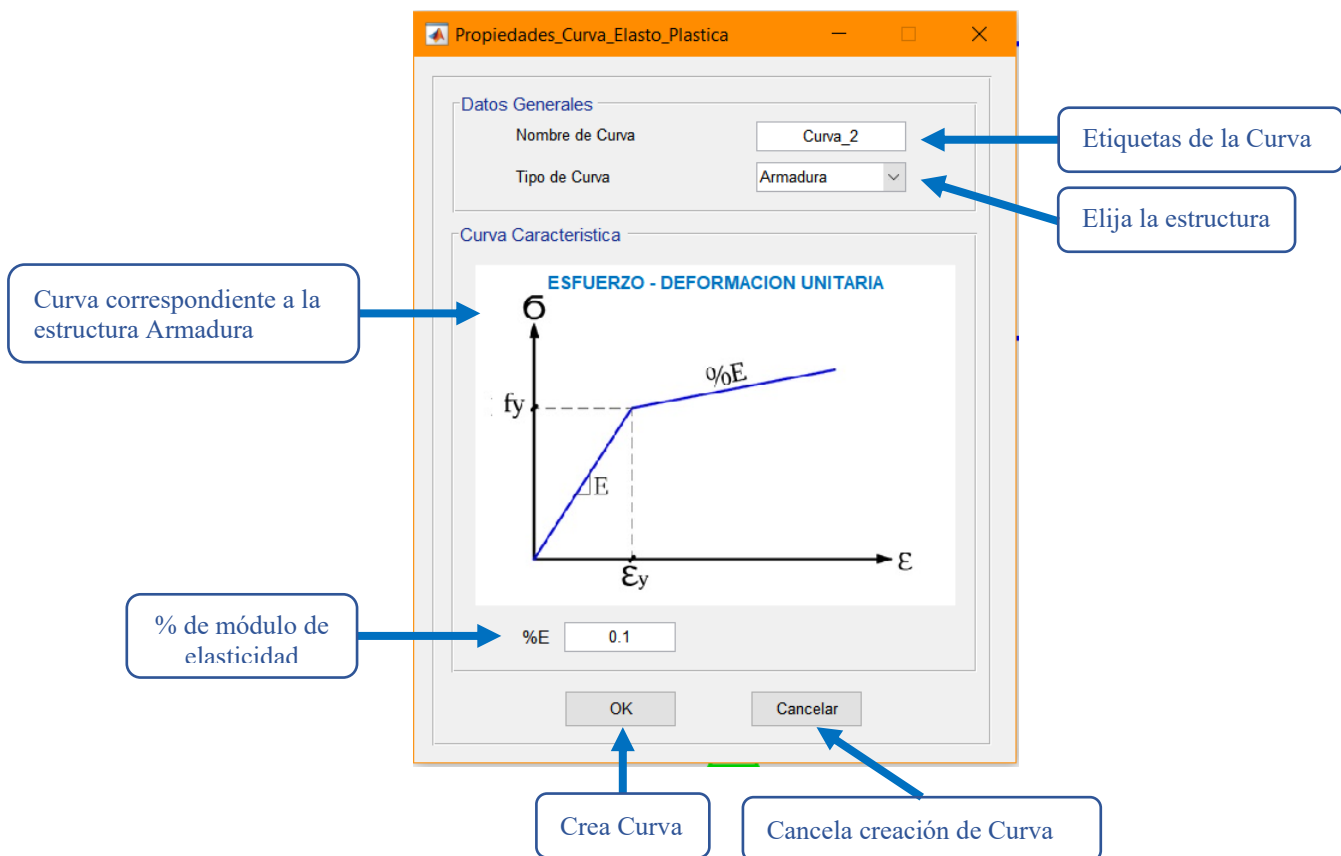 Propiedades_Curva_Elasto_Plastica
Datos Generales
Nombre de Curva
Curva_2
Etiquetas de la Curva
Tipo de Curva
Armadura
Elija la estructura
Curva Caracteristica
ESFUERZO - DEFORMACION UNITARIA
Curva correspondiente a la
estructura Armadura
σ
%E
fy
E
εy
ε
% de módulo de
elasticidad
%E
0.1
OK
Cancelar
Crea Curva
Cancela creación de Curva